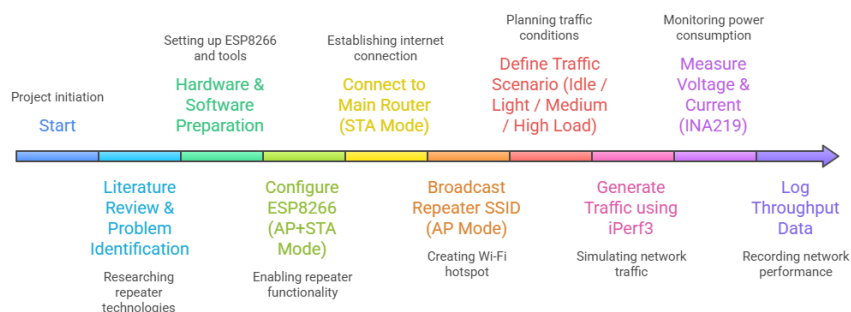 Project initiation
Start
Literature
Review &
Problem
Identification
Researching
repeater
technologies
Setting up ESP8266
and tools
Hardware &
Software
Preparation
Configure
ESP8266
(AP+STA
Mode)
Enabling repeater
functionality
Establishing internet
connection
Connect to
Main Router
(STA Mode)
Broadcast
Repeater SSID
(AP Mode)
Creating Wi-Fi
hotspot
Planning traffic
conditions
Define Traffic
Scenario (Idle /
Light / Medium
/ High Load)
Generate
Traffic using
iPerf3
Simulating network
traffic
Monitoring power
consumption
Measure
Voltage &
Current
(INA219)
Log
Throughput
Data
Recording network
performance